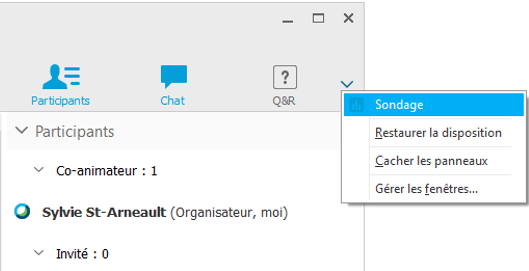 Participants
Chat
Q&R
?
Sondage
Restaurer la disposition
Cacher les panneaux
Gérer les fenêtres...
Participants
Co-animateur : 1
Sylvie St-Arneault (Organisateur, moi)
Invité : 0